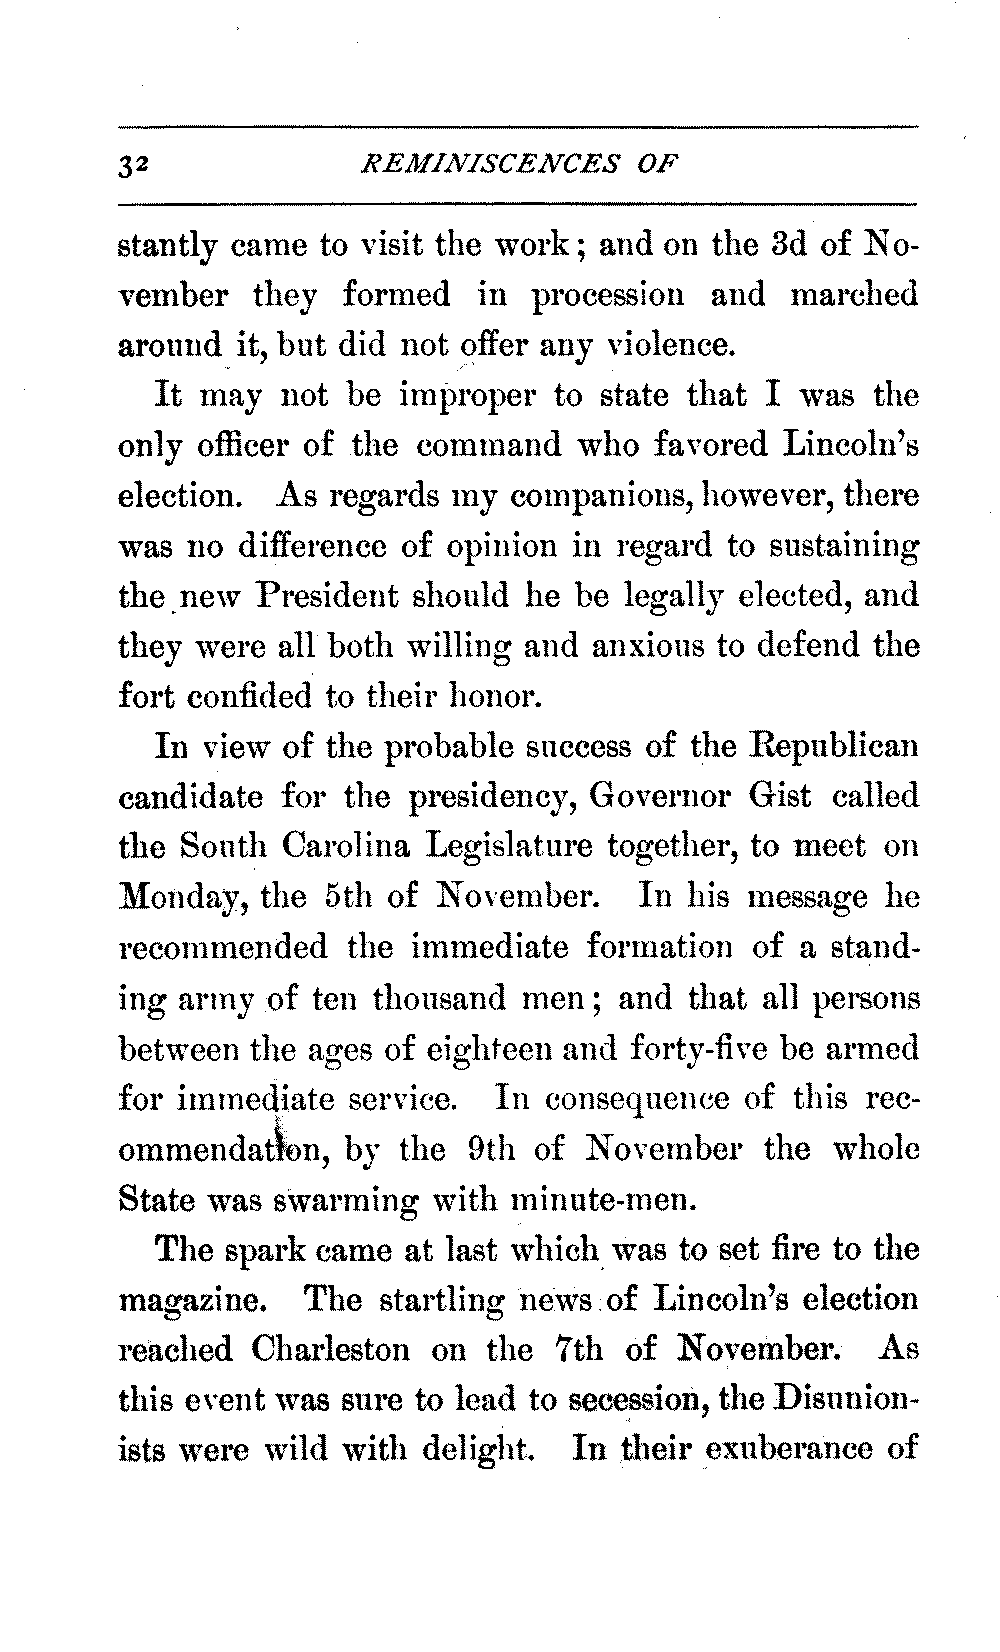 32 REMINISCENCES OF
stantly came to visit the work; and on the 3d of No-
vember they formed in procession and marched
around it, but did not offer any violence.
It may not be improper to state that I was the
only officer of the command who favored Lincoln's
election. As regards my companions, however, there
was no difference of opinion in regard to sustaining
the new President should he be legally elected, and
they were all both willing and anxious to defend the
fort confided to their honor.
In view of the probable success of the Republican
candidate for the presidency, Governor Gist called
the South Carolina Legislature together, to meet on
Monday, the 5th of November. In his message he
recommended the immediate formation of a stand-
ing army of ten thousand men; and that all persons
between the ages of eighteen and forty-five be armed
for immediate service. In consequence of this rec-
ommendation, by the 9th of November the whole
State was swarming with minute-men.
The spark came at last which was to set fire to the
magazine. The startling news of Lincoln's election
reached Charleston on the 7th of November. As
this event was sure to lead to secession, the Disunion-
ists were wild with delight. In their exuberance of